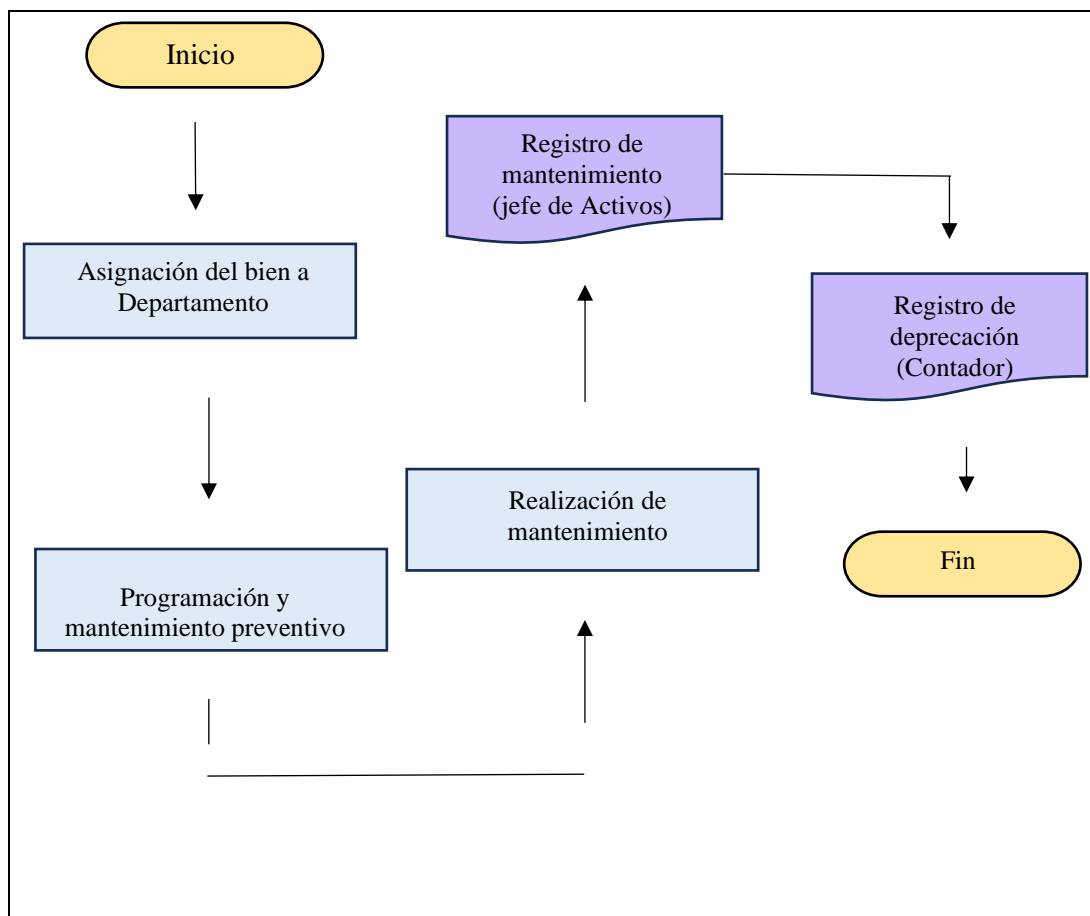 Inicio
Asignación del bien a
Departamento
Programación y
mantenimiento preventivo
Realización de
mantenimiento
Registro de
mantenimiento
(jefe de Activos)
Registro de
deprecación
(Contador)
Fin